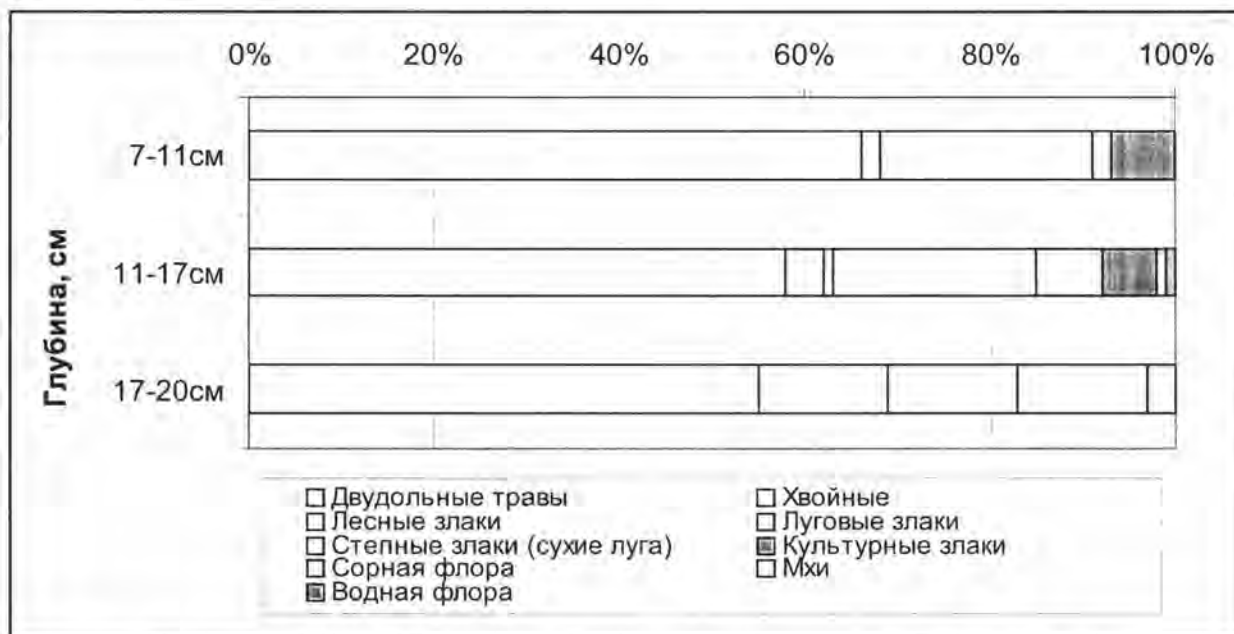 0% 20% 40% 60% 80% 100%
7-11см
11-17см
17-20см
Глубина, см
Двудольные травы
Хвойные
Лесные злаки
Луговые злаки
Степные злаки (сухие луга)
Культурные злаки
Сорная флора
Мхи
Водная флора